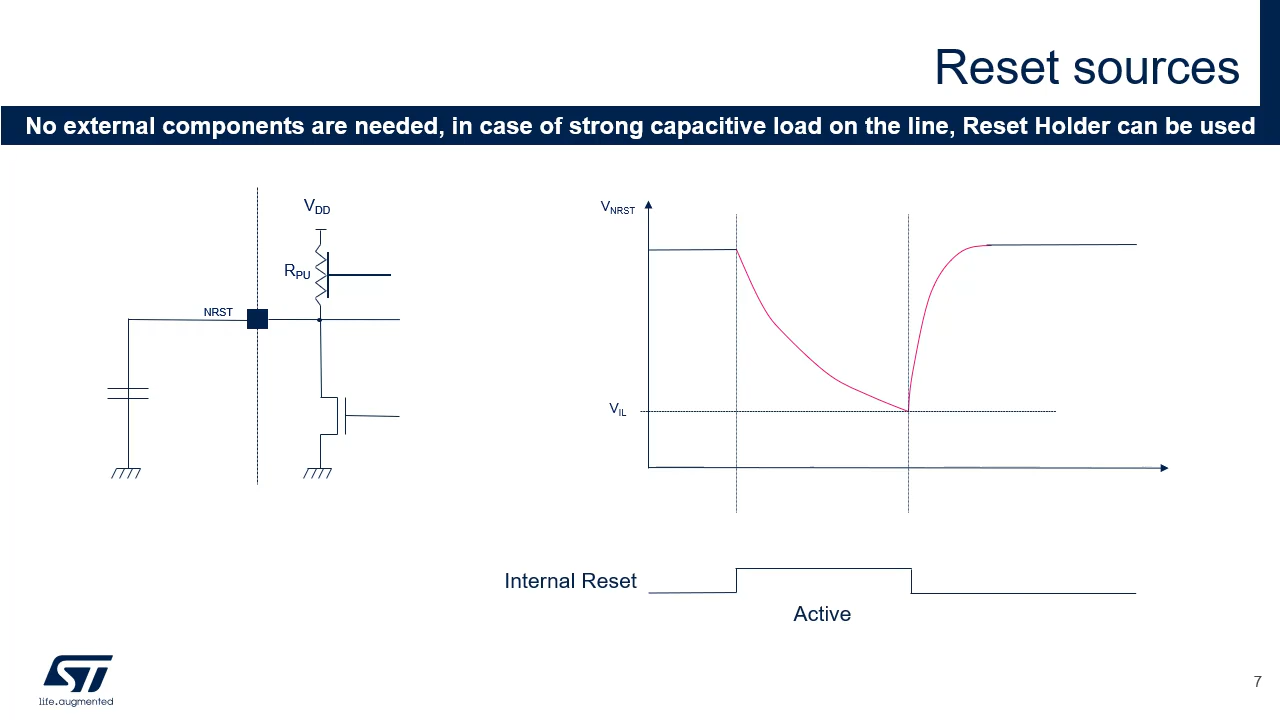 Reset sources
No external components are needed, in case of strong capacitive load on the line, Reset Holder can be used
VDD
RPU
NRST
VNRST
VIL
Internal Reset
Active
ST
life.augmented
7